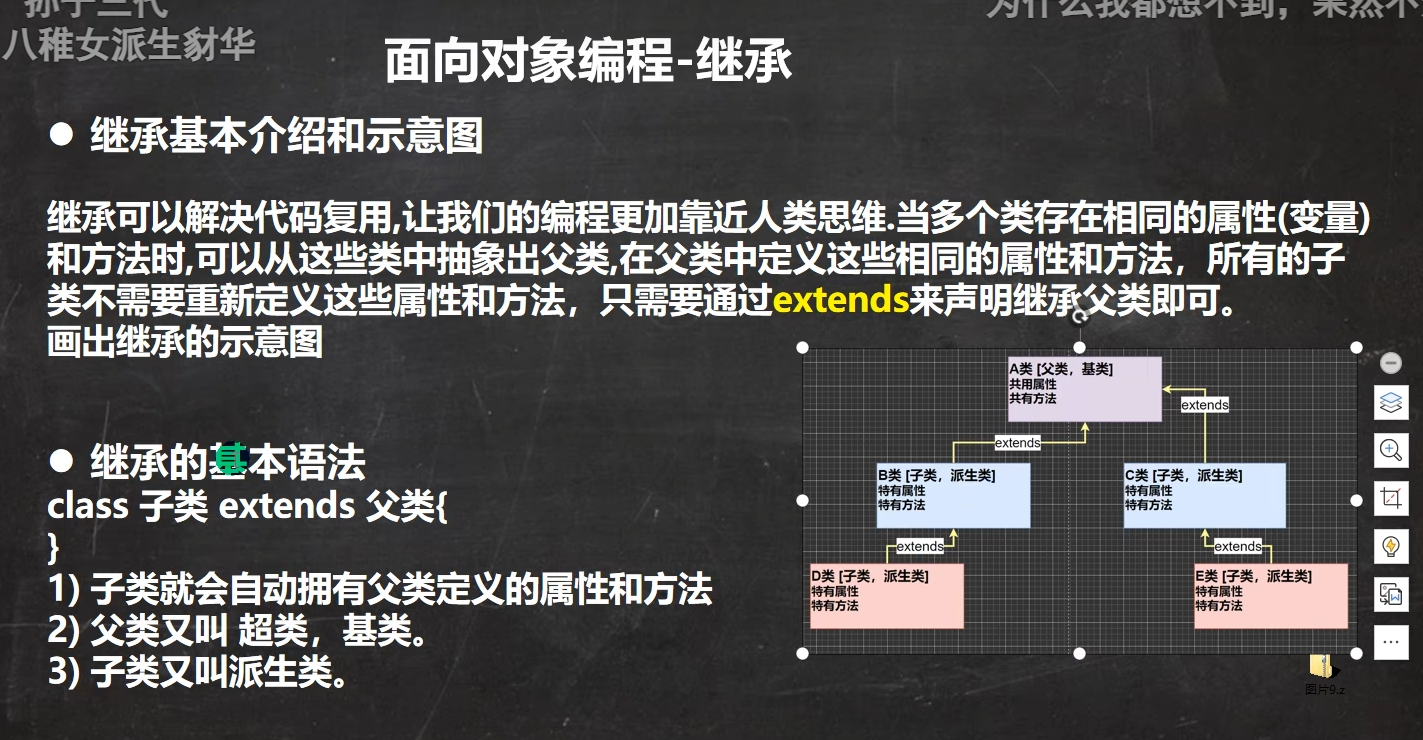 孙子三代
为什么我都想不到，果然不
八稚女派生豺华
面向对象编程-继承
● 继承基本介绍和示意图
继承可以解决代码复用,让我们的编程更加靠近人类思维.当多个类存在相同的属性(变量)
和方法时,可以从这些类中抽象出父类,在父类中定义这些相同的属性和方法，所有的子
类不需要重新定义这些属性和方法，只需要通过extends来声明继承父类即可。
画出继承的示意图
A类 [父类，基类]
共用属性
共有方法
extends
extends
B类 [子类，派生类]
特有属性
特有方法
C类 [子类，派生类]
特有属性
特有方法
extends
extends
D类 [子类，派生类]
特有属性
特有方法
E类 [子类，派生类]
特有属性
特有方法
● 继承的基本语法
class 子类 extends 父类{
}
1) 子类就会自动拥有父类定义的属性和方法
2) 父类又叫 超类，基类。
3) 子类又叫派生类。
图片9.z